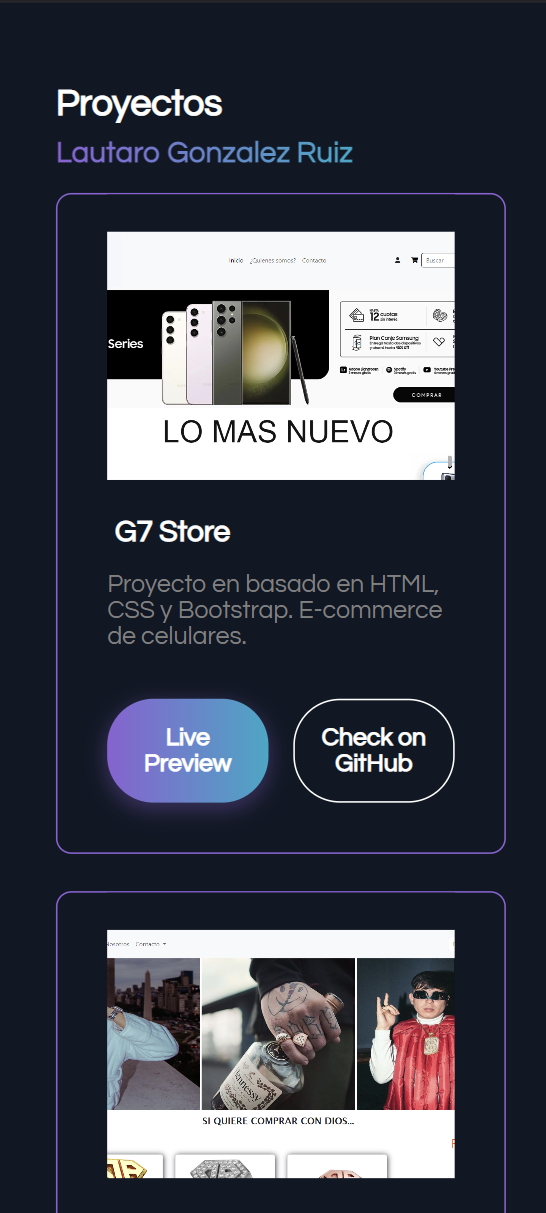 Proyectos
Lautaro Gonzalez Ruiz
Inicio ¿Quienes somos? Contacto
Buscar
Series
12 cuotas
Plan Canje Samsung
Spotify
COMPRAR
LO MAS NUEVO
G7 Store
Proyecto en basado en HTML,
CSS y Bootstrap. E-commerce
de celulares.
Live
Preview
Check on
GitHub
Nosotros Contacto
Hennessy
SI QUIERE COMPRAR CON DIOS...